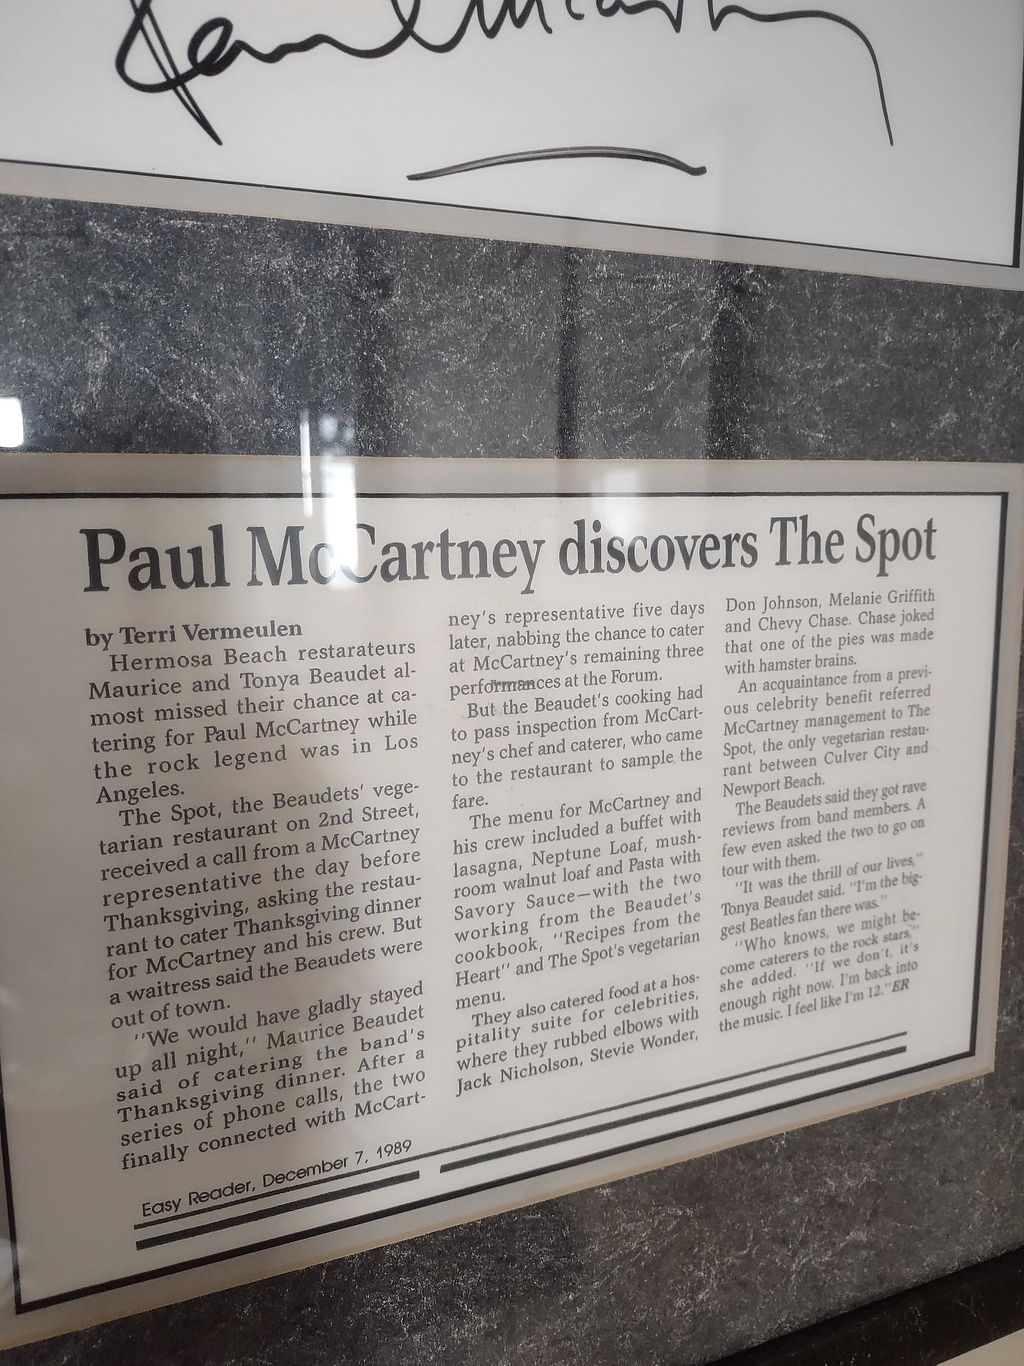 Paul McCartney
Paul McCartney discovers The Spot
by Terri Vermeulen
Hermosa Beach restarateurs
Maurice and Tonya Beaudet al-
most missed their chance at ca-
tering for Paul McCartney while
the rock legend was in Los
Angeles.
The Spot, the Beaudets' vege-
tarian restaurant on 2nd Street,
received a call from a McCartney
representative the day before
Thanksgiving, asking the restau-
rant to cater Thanksgiving dinner
for McCartney and his crew. But
a waitress said the Beaudets were
out of town.
"We would have gladly stayed
up all night," Maurice Beaudet
said of catering the band's
Thanksgiving dinner. After a
series of phone calls, the two
finally connected with McCart-
ney's representative five days
later, nabbing the chance to cater
at McCartney's remaining three
performances at the Forum.
But the Beaudet's cooking had
to pass inspection from McCart-
ney's chef and caterer, who came
to the restaurant to sample the
fare.
The menu for McCartney and
his crew included a buffet with
lasagna, Neptune Loaf, mush-
room walnut loaf and Pasta with
Savory Sauce—with the two
working from the Beaudet's
cookbook, "Recipes from the
Heart" and The Spot's vegetarian
menu.
They also catered food at a hos-
pitality suite for celebrities,
where they rubbed elbows with
Jack Nicholson, Stevie Wonder,
Don Johnson, Melanie Griffith
and Chevy Chase. Chase joked
that one of the pies was made
with hamster brains.
An acquaintance from a previ-
ous celebrity benefit referred
McCartney management to The
Spot, the only vegetarian restau-
rant between Culver City and
Newport Beach.
The Beaudets said they got rave
reviews from band members. A
few even asked the two to go on
tour with them.
"It was the thrill of our lives,"
Tonya Beaudet said. "I'm the big-
gest Beatles fan there was."
"Who knows, we might be-
come caterers to the rock stars,"
she added. "If we don't, it's
enough right now. I'm back into
the music. I feel like I'm 12."ER
Easy Reader, December 7, 1989